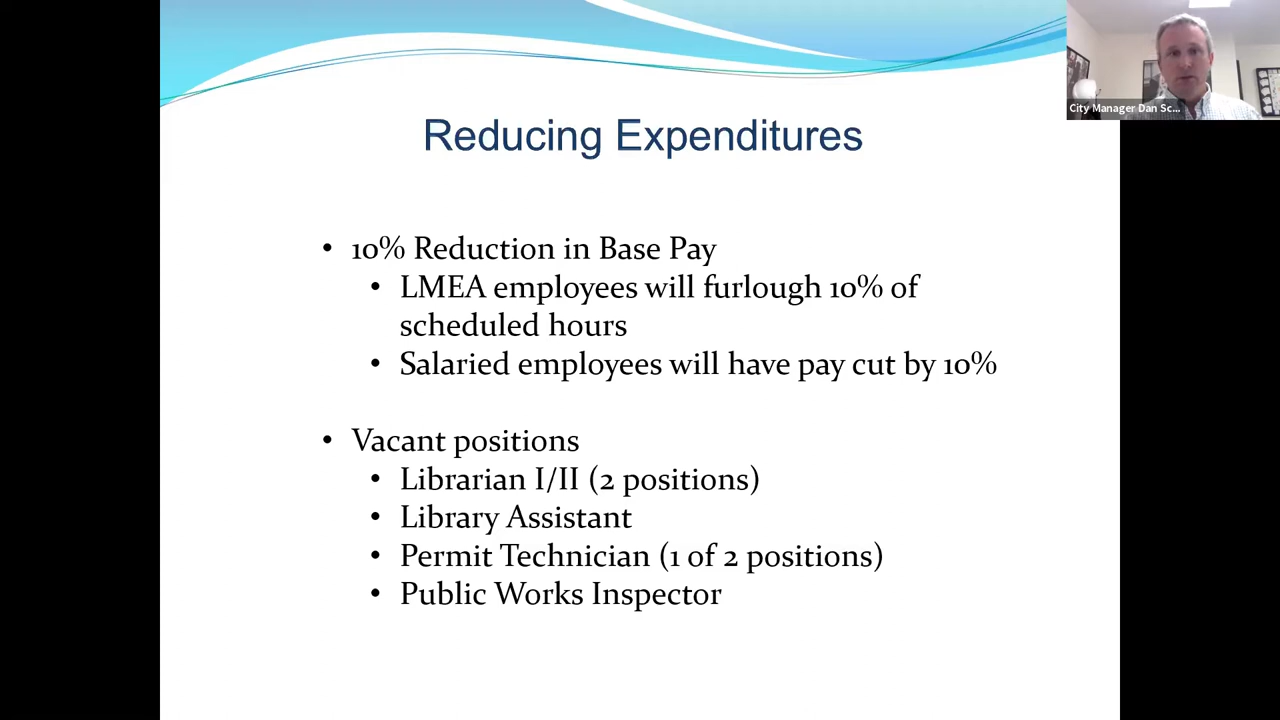 City Manager Dan Sc...
Reducing Expenditures
• 10% Reduction in Base Pay
• LMEA employees will furlough 10% of
scheduled hours
• Salaried employees will have pay cut by 10%
• Vacant positions
• Librarian I/II (2 positions)
• Library Assistant
• Permit Technician (1 of 2 positions)
• Public Works Inspector